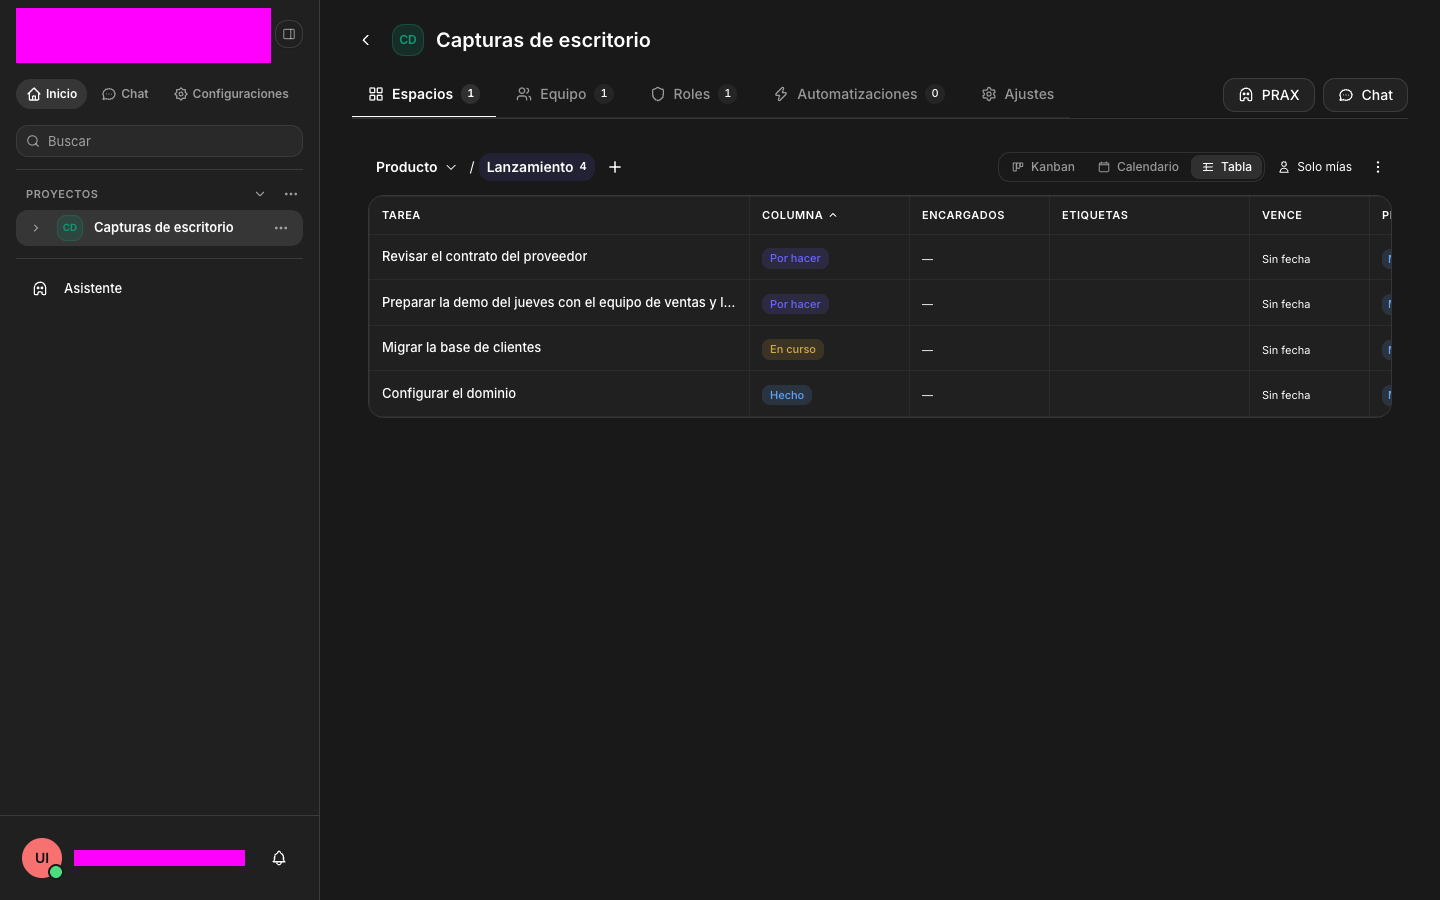 Inicio Chat Configuraciones
Buscar
PROYECTOS
CD Capturas de escritorio
Asistente
UI
CD Capturas de escritorio
Espacios 1 Equipo 1 Roles 1 Automatizaciones 0 Ajustes PRAX Chat
Producto / Lanzamiento 4 Kanban Calendario Tabla Solo mías
TAREA COLUMNA ENCARGADOS ETIQUETAS VENCE
Revisar el contrato del proveedor Por hacer — Sin fecha
Preparar la demo del jueves con el equipo de ventas y l... Por hacer — Sin fecha
Migrar la base de clientes En curso — Sin fecha
Configurar el dominio Hecho — Sin fecha